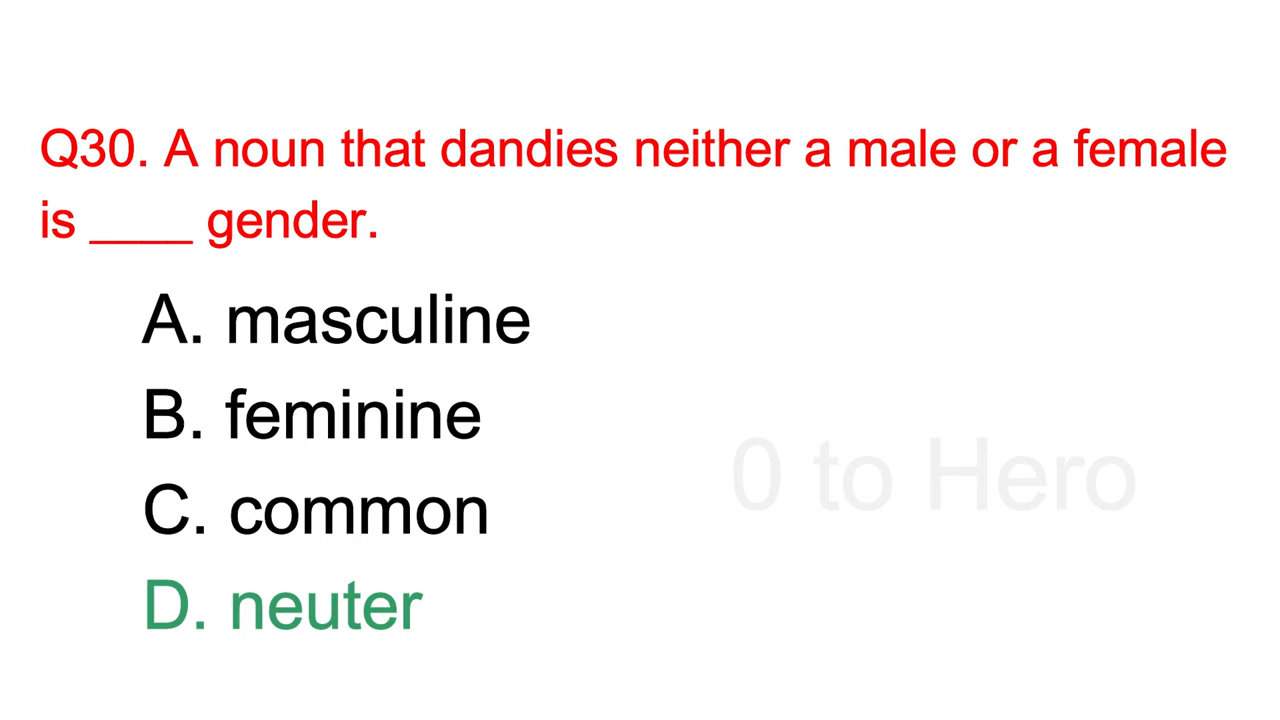 Q30. A noun that dandies neither a male or a female
is ____ gender.
A. masculine
B. feminine
C. common
0 to Hero
D. neuter